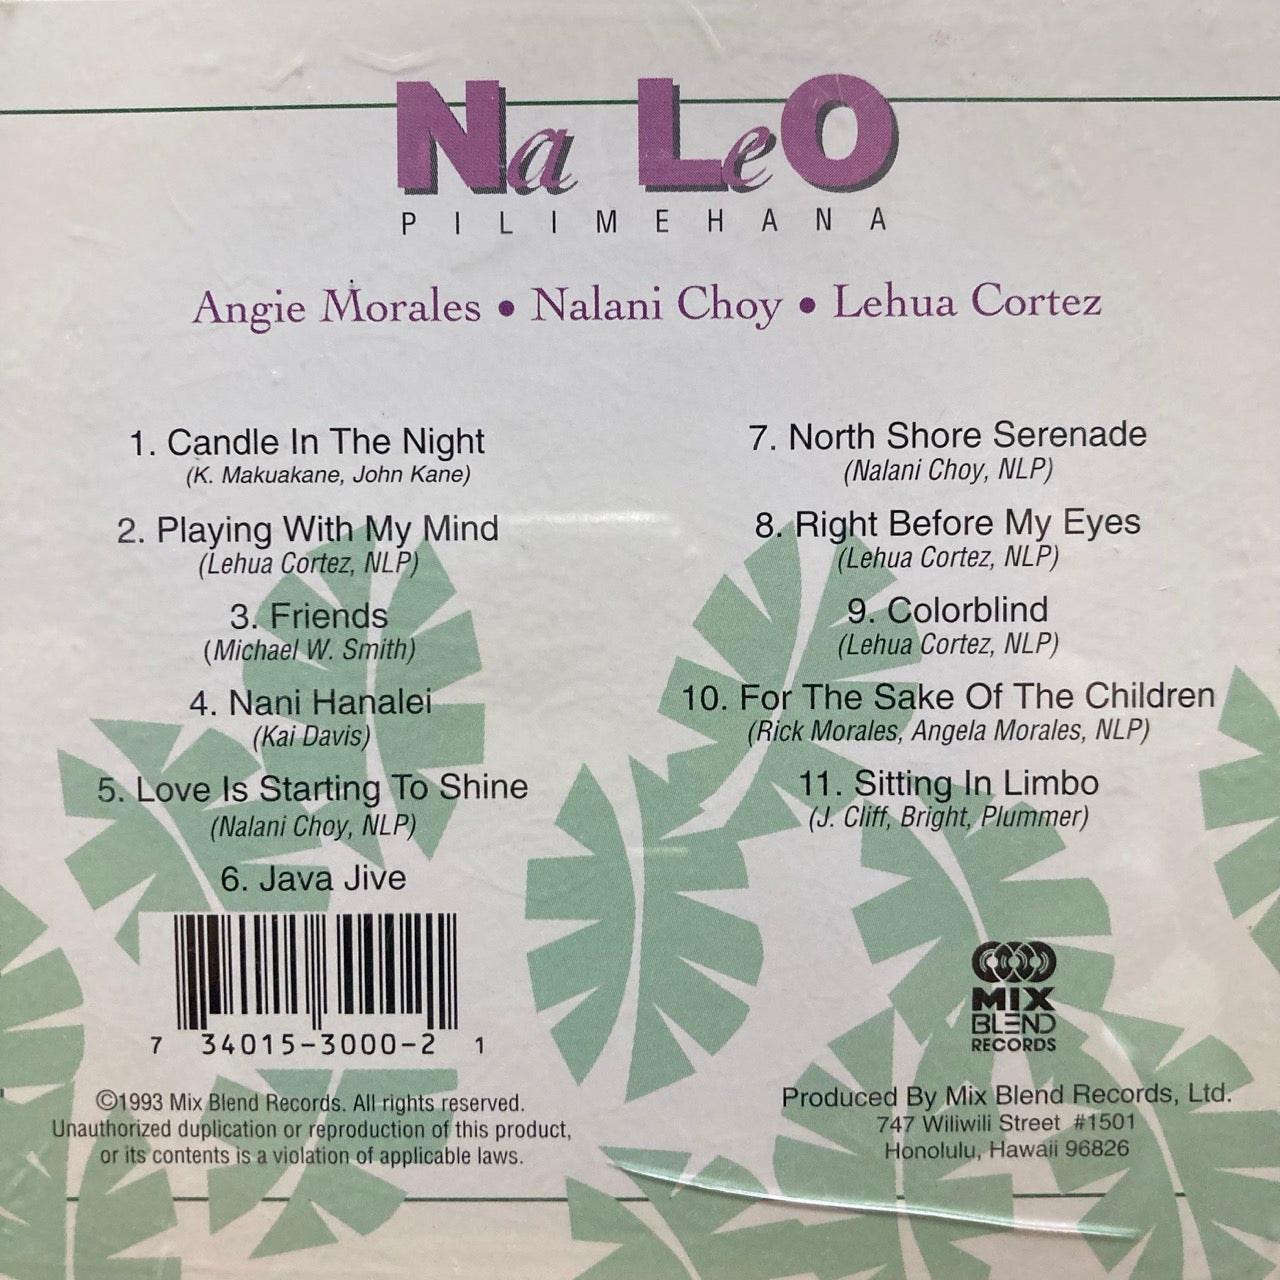 Na LeO
PILIMEHANA
Angie Morales • Nalani Choy • Lehua Cortez
1. Candle In The Night
(K. Makuakane, John Kane)
2. Playing With My Mind
(Lehua Cortez, NLP)
3. Friends
(Michael W. Smith)
4. Nani Hanalei
(Kai Davis)
5. Love Is Starting To Shine
(Nalani Choy, NLP)
6. Java Jive
7. North Shore Serenade
(Nalani Choy, NLP)
8. Right Before My Eyes
(Lehua Cortez, NLP)
9. Colorblind
(Lehua Cortez, NLP)
10. For The Sake Of The Children
(Rick Morales, Angela Morales, NLP)
11. Sitting In Limbo
(J. Cliff, Bright, Plummer)
7 34015-3000-2 1
©1993 Mix Blend Records. All rights reserved.
Unauthorized duplication or reproduction of this product,
or its contents is a violation of applicable laws.
MIX
BLEND
RECORDS
Produced By Mix Blend Records, Ltd.
747 Wiliwili Street #1501
Honolulu, Hawaii 96826